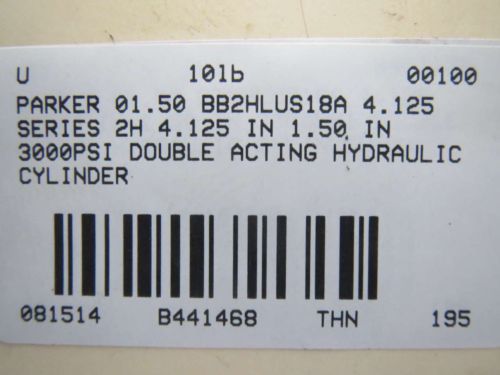 U 10lb 00100
PARKER 01.50 BB2HLUS18A 4.125
SERIES 2H 4.125 IN 1.50 IN
3000PSI DOUBLE ACTING HYDRAULIC
CYLINDER
081514 B441468 THN 195